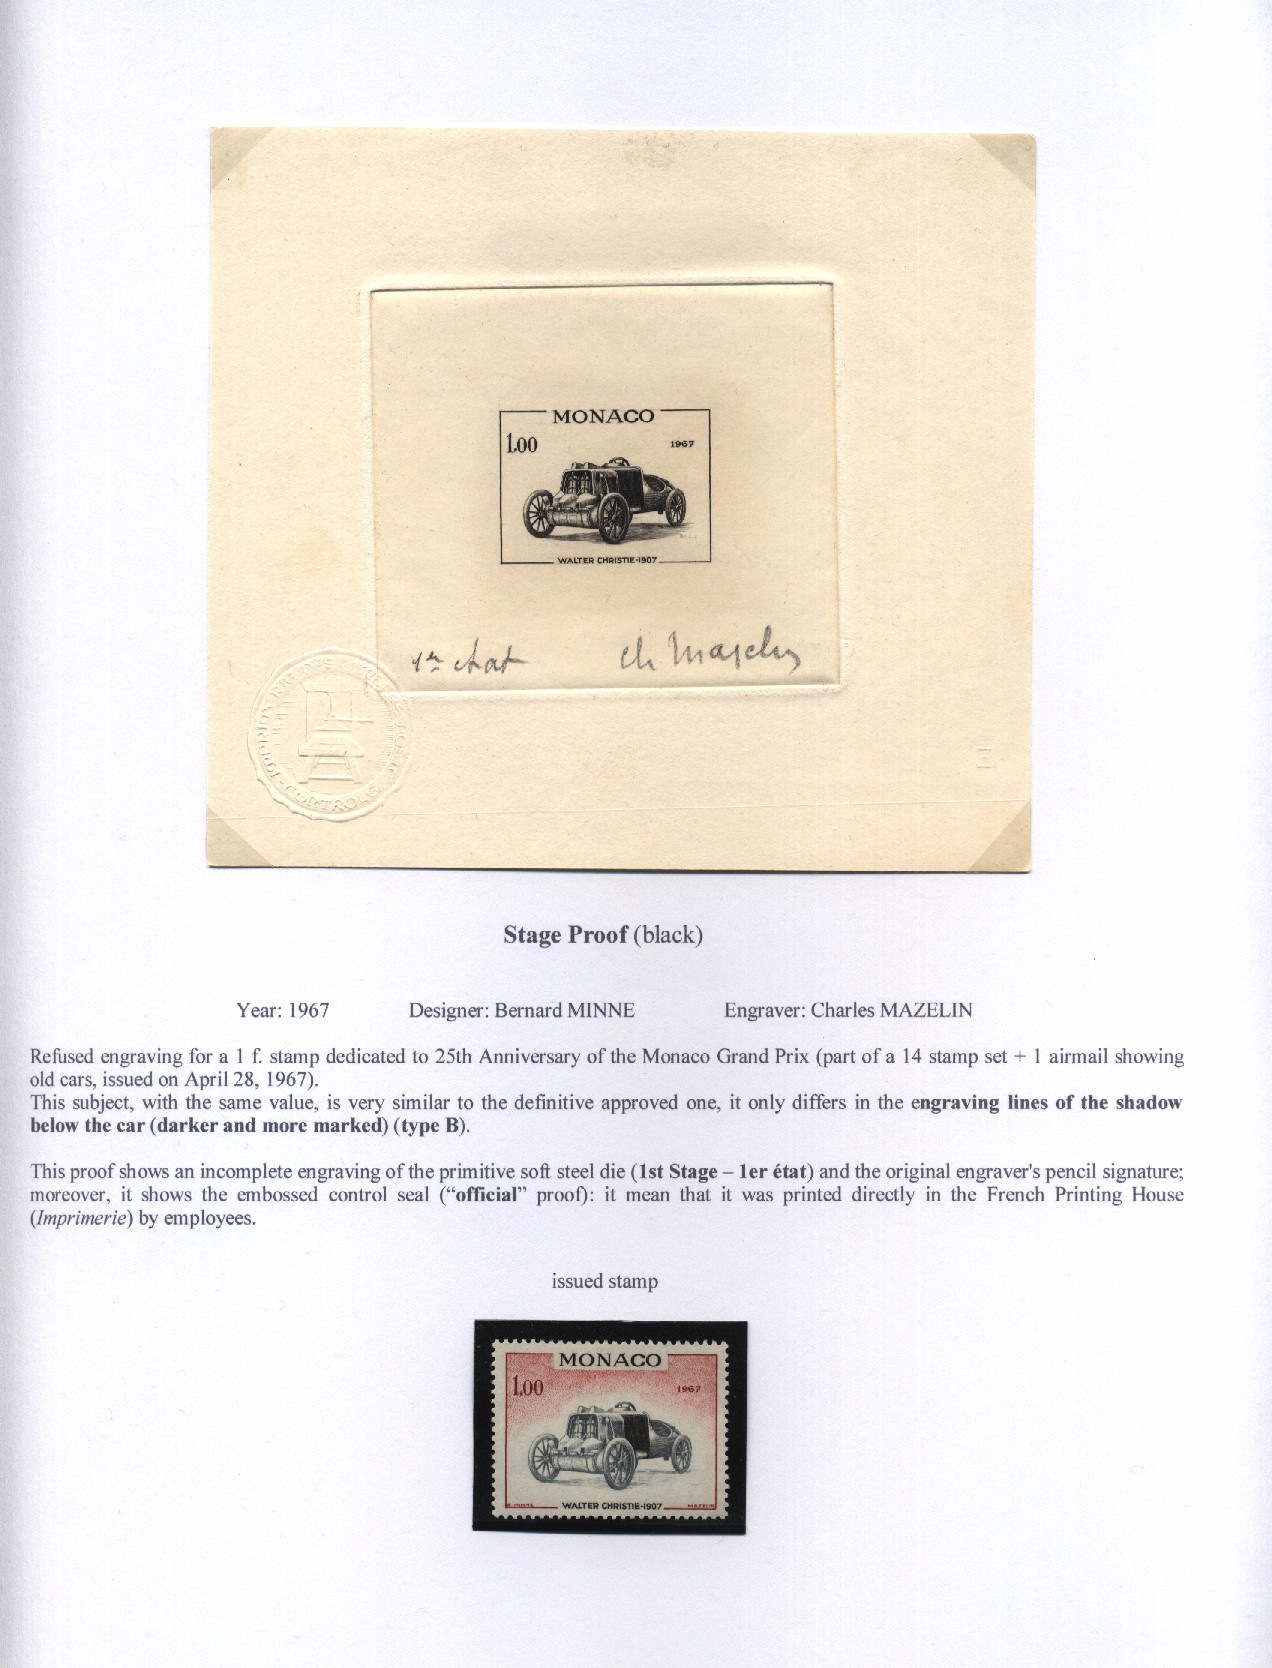 MONACO
1.00 1967
WALTER CHRISTIE-1907
1er état ch Mazelin
CONTROLE
Stage Proof (black)
Year: 1967 Designer: Bernard MINNE Engraver: Charles MAZELIN
Refused engraving for a 1 f. stamp dedicated to 25th Anniversary of the Monaco Grand Prix (part of a 14 stamp set + 1 airmail showing
old cars, issued on April 28, 1967).
This subject, with the same value, is very similar to the definitive approved one, it only differs in the engraving lines of the shadow
below the car (darker and more marked) (type B).
This proof shows an incomplete engraving of the primitive soft steel die (1st Stage – 1er état) and the original engraver's pencil signature;
moreover, it shows the embossed control seal (“official” proof): it mean that it was printed directly in the French Printing House
(Imprimerie) by employees.
issued stamp
MONACO
1,00 1967
B. MINNE WALTER CHRISTIE-1907 MAZELIN